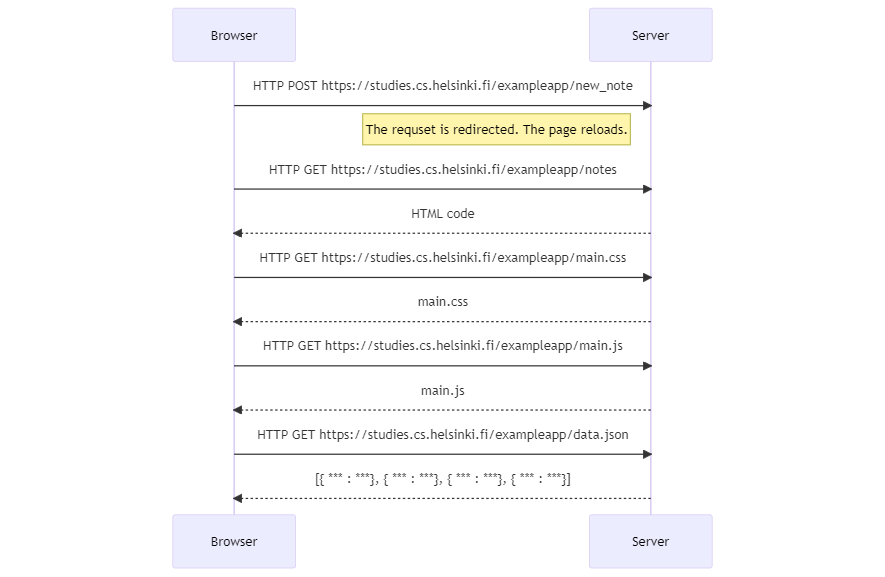 Browser
Server
HTTP POST https://studies.cs.helsinki.fi/exampleapp/new_note
The requset is redirected. The page reloads.
HTTP GET https://studies.cs.helsinki.fi/exampleapp/notes
HTML code
HTTP GET https://studies.cs.helsinki.fi/exampleapp/main.css
main.css
HTTP GET https://studies.cs.helsinki.fi/exampleapp/main.js
main.js
HTTP GET https://studies.cs.helsinki.fi/exampleapp/data.json
[{ *** : ***}, { *** : ***}, { *** : ***}, { *** : ***}]
Browser
Server